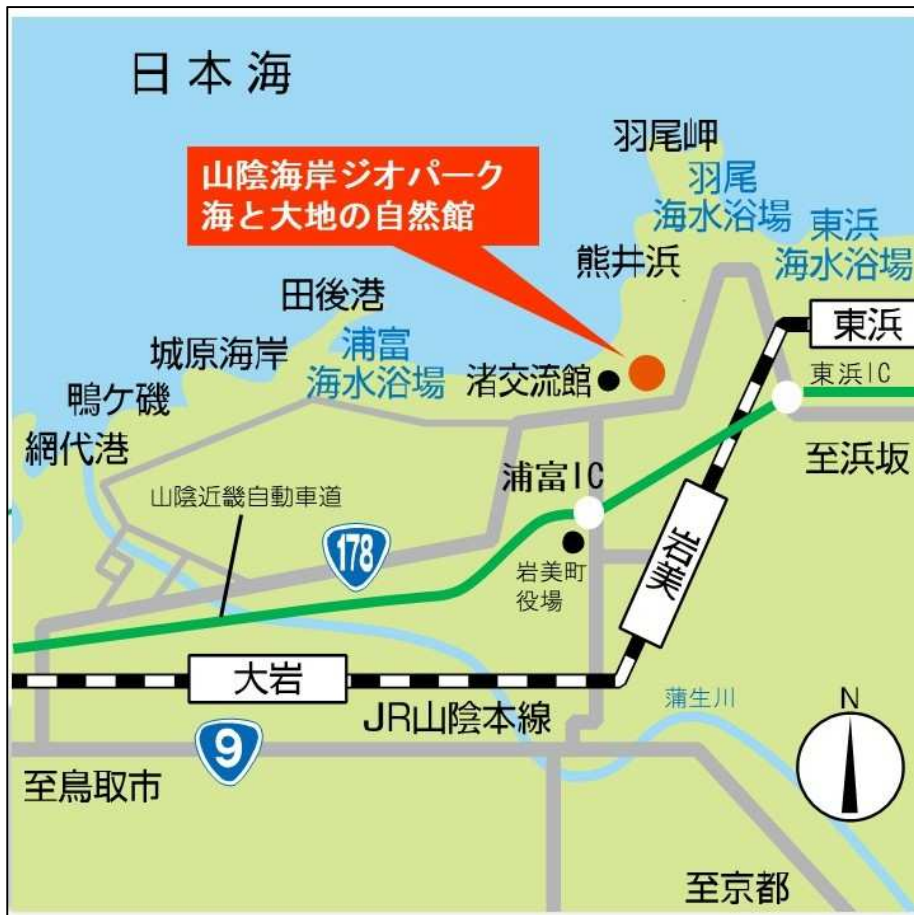 日本海
羽尾岬
山陰海岸ジオパーク
海と大地の自然館
羽尾
海水浴場
東浜
海水浴場
熊井浜
田後港
東浜
城原海岸
浦富
海水浴場
渚交流館
東浜IC
鴨ケ磯
網代港
至浜坂
浦富IC
山陰近畿自動車道
178
岩美
岩美町
役場
大岩
JR山陰本線
蒲生川
N
9
至鳥取市
至京都